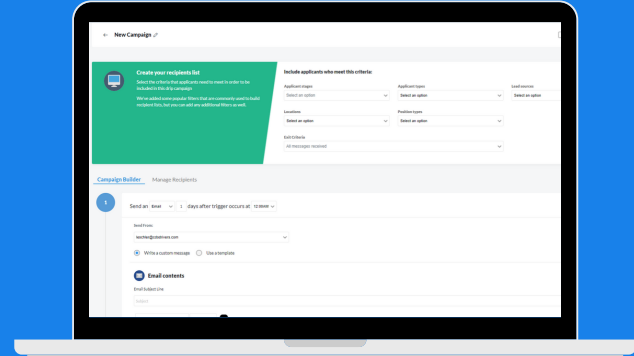 ← New Campaign
Create your recipients list
Select the criteria that applicants need to meet in order to be
included in this drip campaign
We've added some popular filters that are commonly used to build
recipient lists, but you can add any additional filters as well.
Include applicants who meet this criteria:
Applicant stages Applicant types Lead sources
Select an option Select an option Select an option
Locations Position types
Select an option Select an option
Exit Criteria
All messages received
Campaign Builder Manage Recipients
1
Send an Email 1 days after trigger occurs at
Send From:
Write a custom message Use a template
Email contents
Email Subject Line
Subject